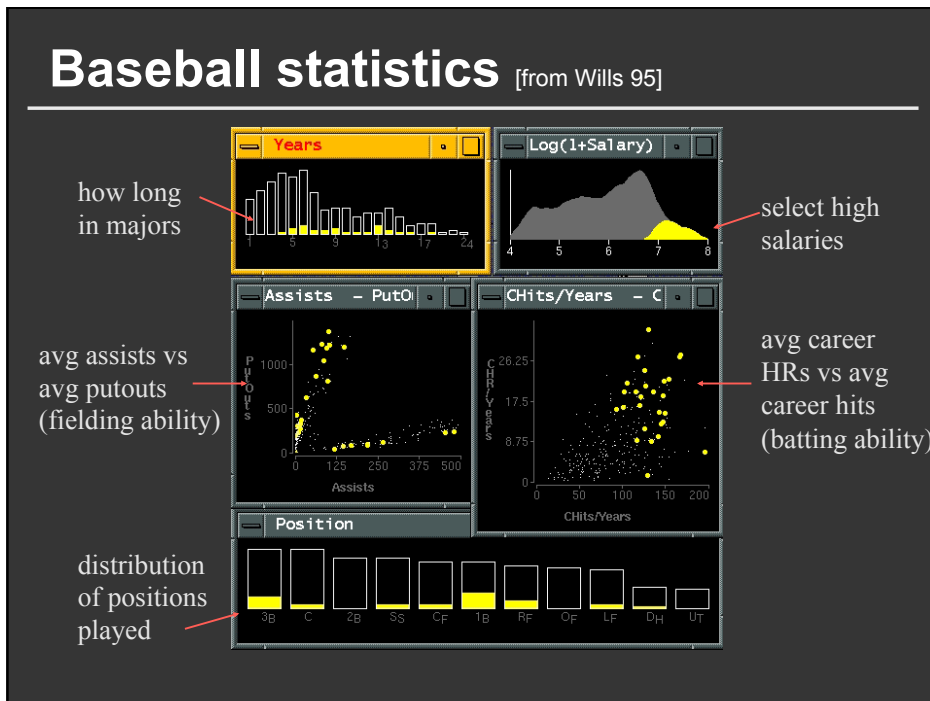 Baseball statistics [from Wills 95]
Years
1 5 9 13 17 24
Log(1+Salary)
4 5 6 7 8
how long
in majors
select high
salaries
Assists - PutO
PutOuts
1000
500
0
0 125 250 375 500
Assists
CHits/Years - C
CHR/Years
26.25
17.5
8.75
0
0 50 100 150 200
CHits/Years
avg assists vs
avg putouts
(fielding ability)
avg career
HRs vs avg
career hits
(batting ability)
Position
3B C 2B SS CF 1B RF OF LF DH UT
distribution
of positions
played